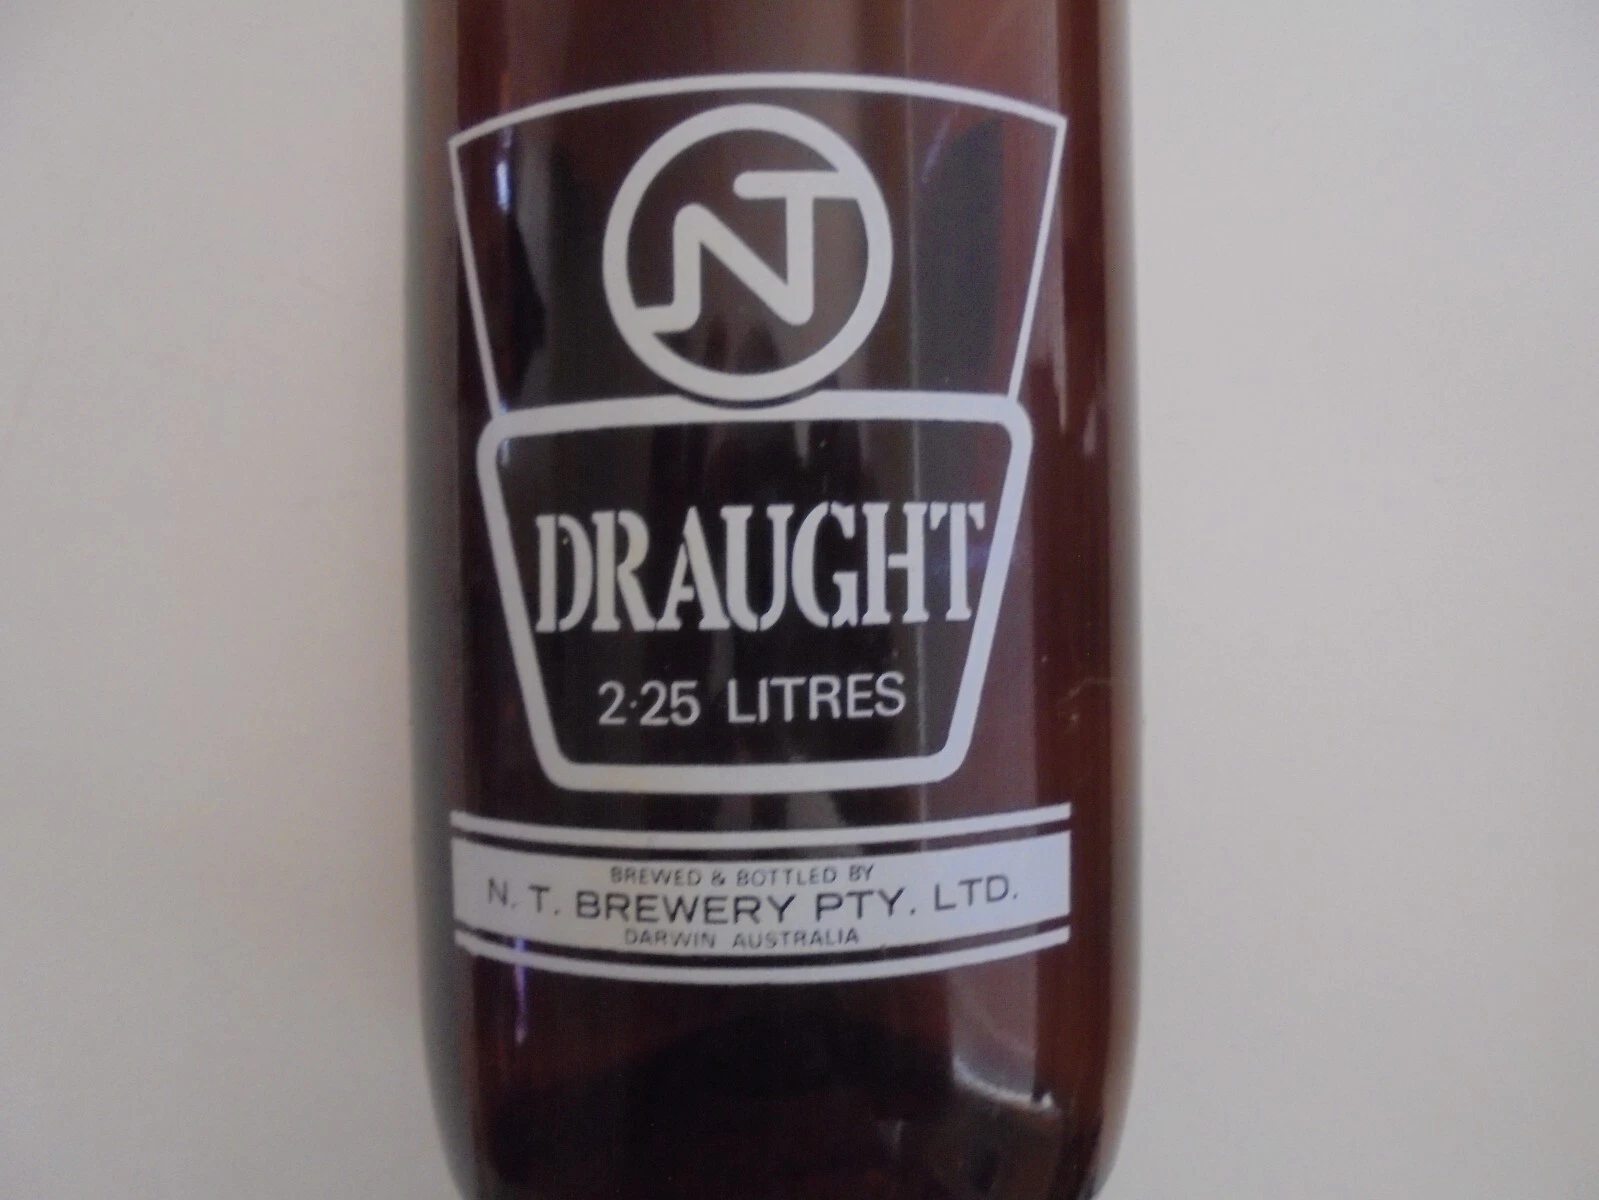 NT
DRAUGHT
2·25 LITRES
BREWED & BOTTLED BY
N. T. BREWERY PTY. LTD.
DARWIN AUSTRALIA